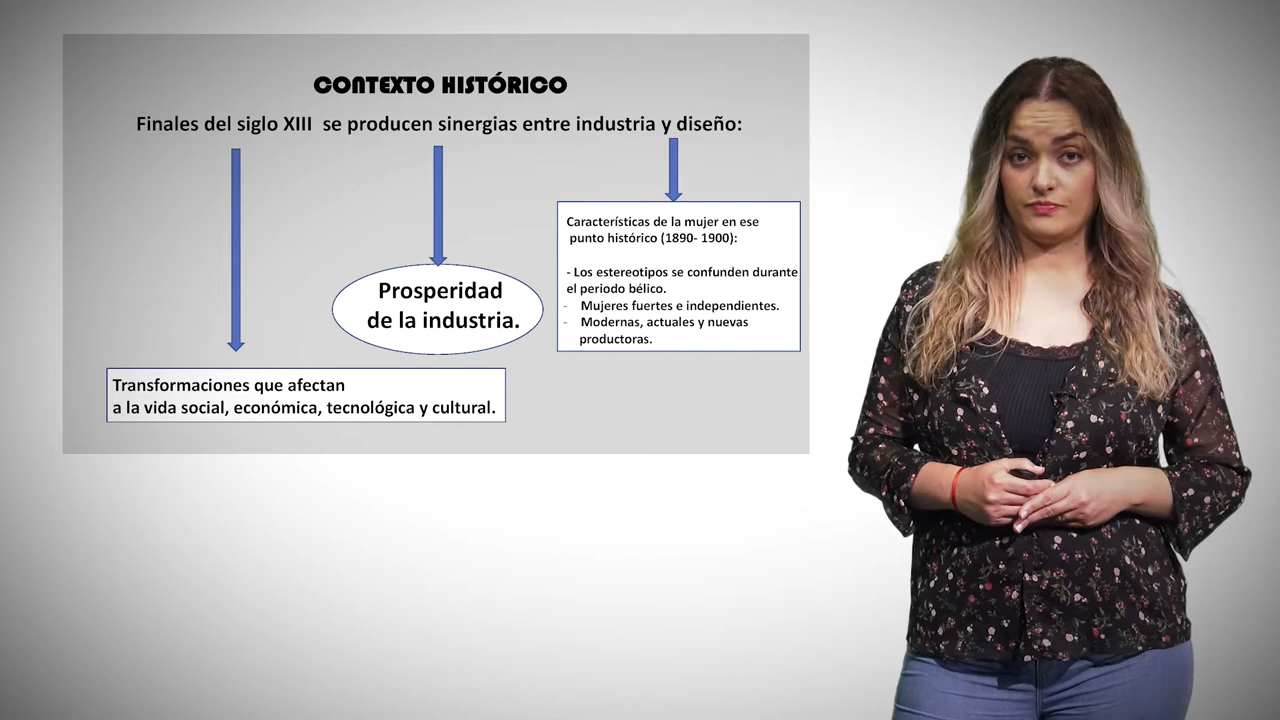 CONTEXTO HISTÓRICO
Finales del siglo XIII se producen sinergias entre industria y diseño:
Prosperidad
de la industria.
Características de la mujer en ese
punto histórico (1890- 1900):
- Los estereotipos se confunden durante
el periodo bélico.
- Mujeres fuertes e independientes.
- Modernas, actuales y nuevas
productoras.
Transformaciones que afectan
a la vida social, económica, tecnológica y cultural.